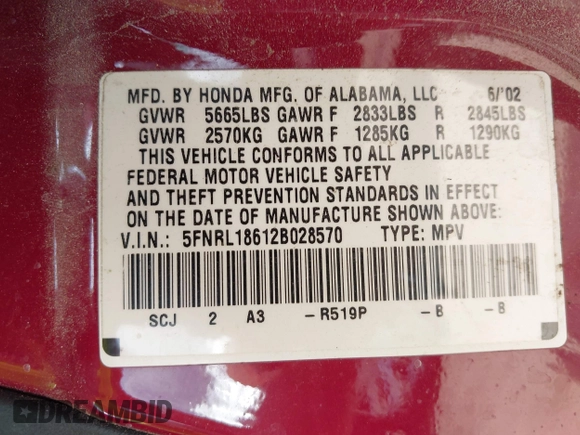 MFD. BY HONDA MFG. OF ALABAMA, LLC 6/'02
GVWR 5665LBS GAWR F 2833LBS R 2845LBS
GVWR 2570KG GAWR F 1285KG R 1290KG
THIS VEHICLE CONFORMS TO ALL APPLICABLE
FEDERAL MOTOR VEHICLE SAFETY
AND THEFT PREVENTION STANDARDS IN EFFECT
ON THE DATE OF MANUFACTURE SHOWN ABOVE:
V.I.N.: 5FNRL18612B028570 TYPE: MPV
SCJ 2 A3 -R519P -B -B
DREAMBID